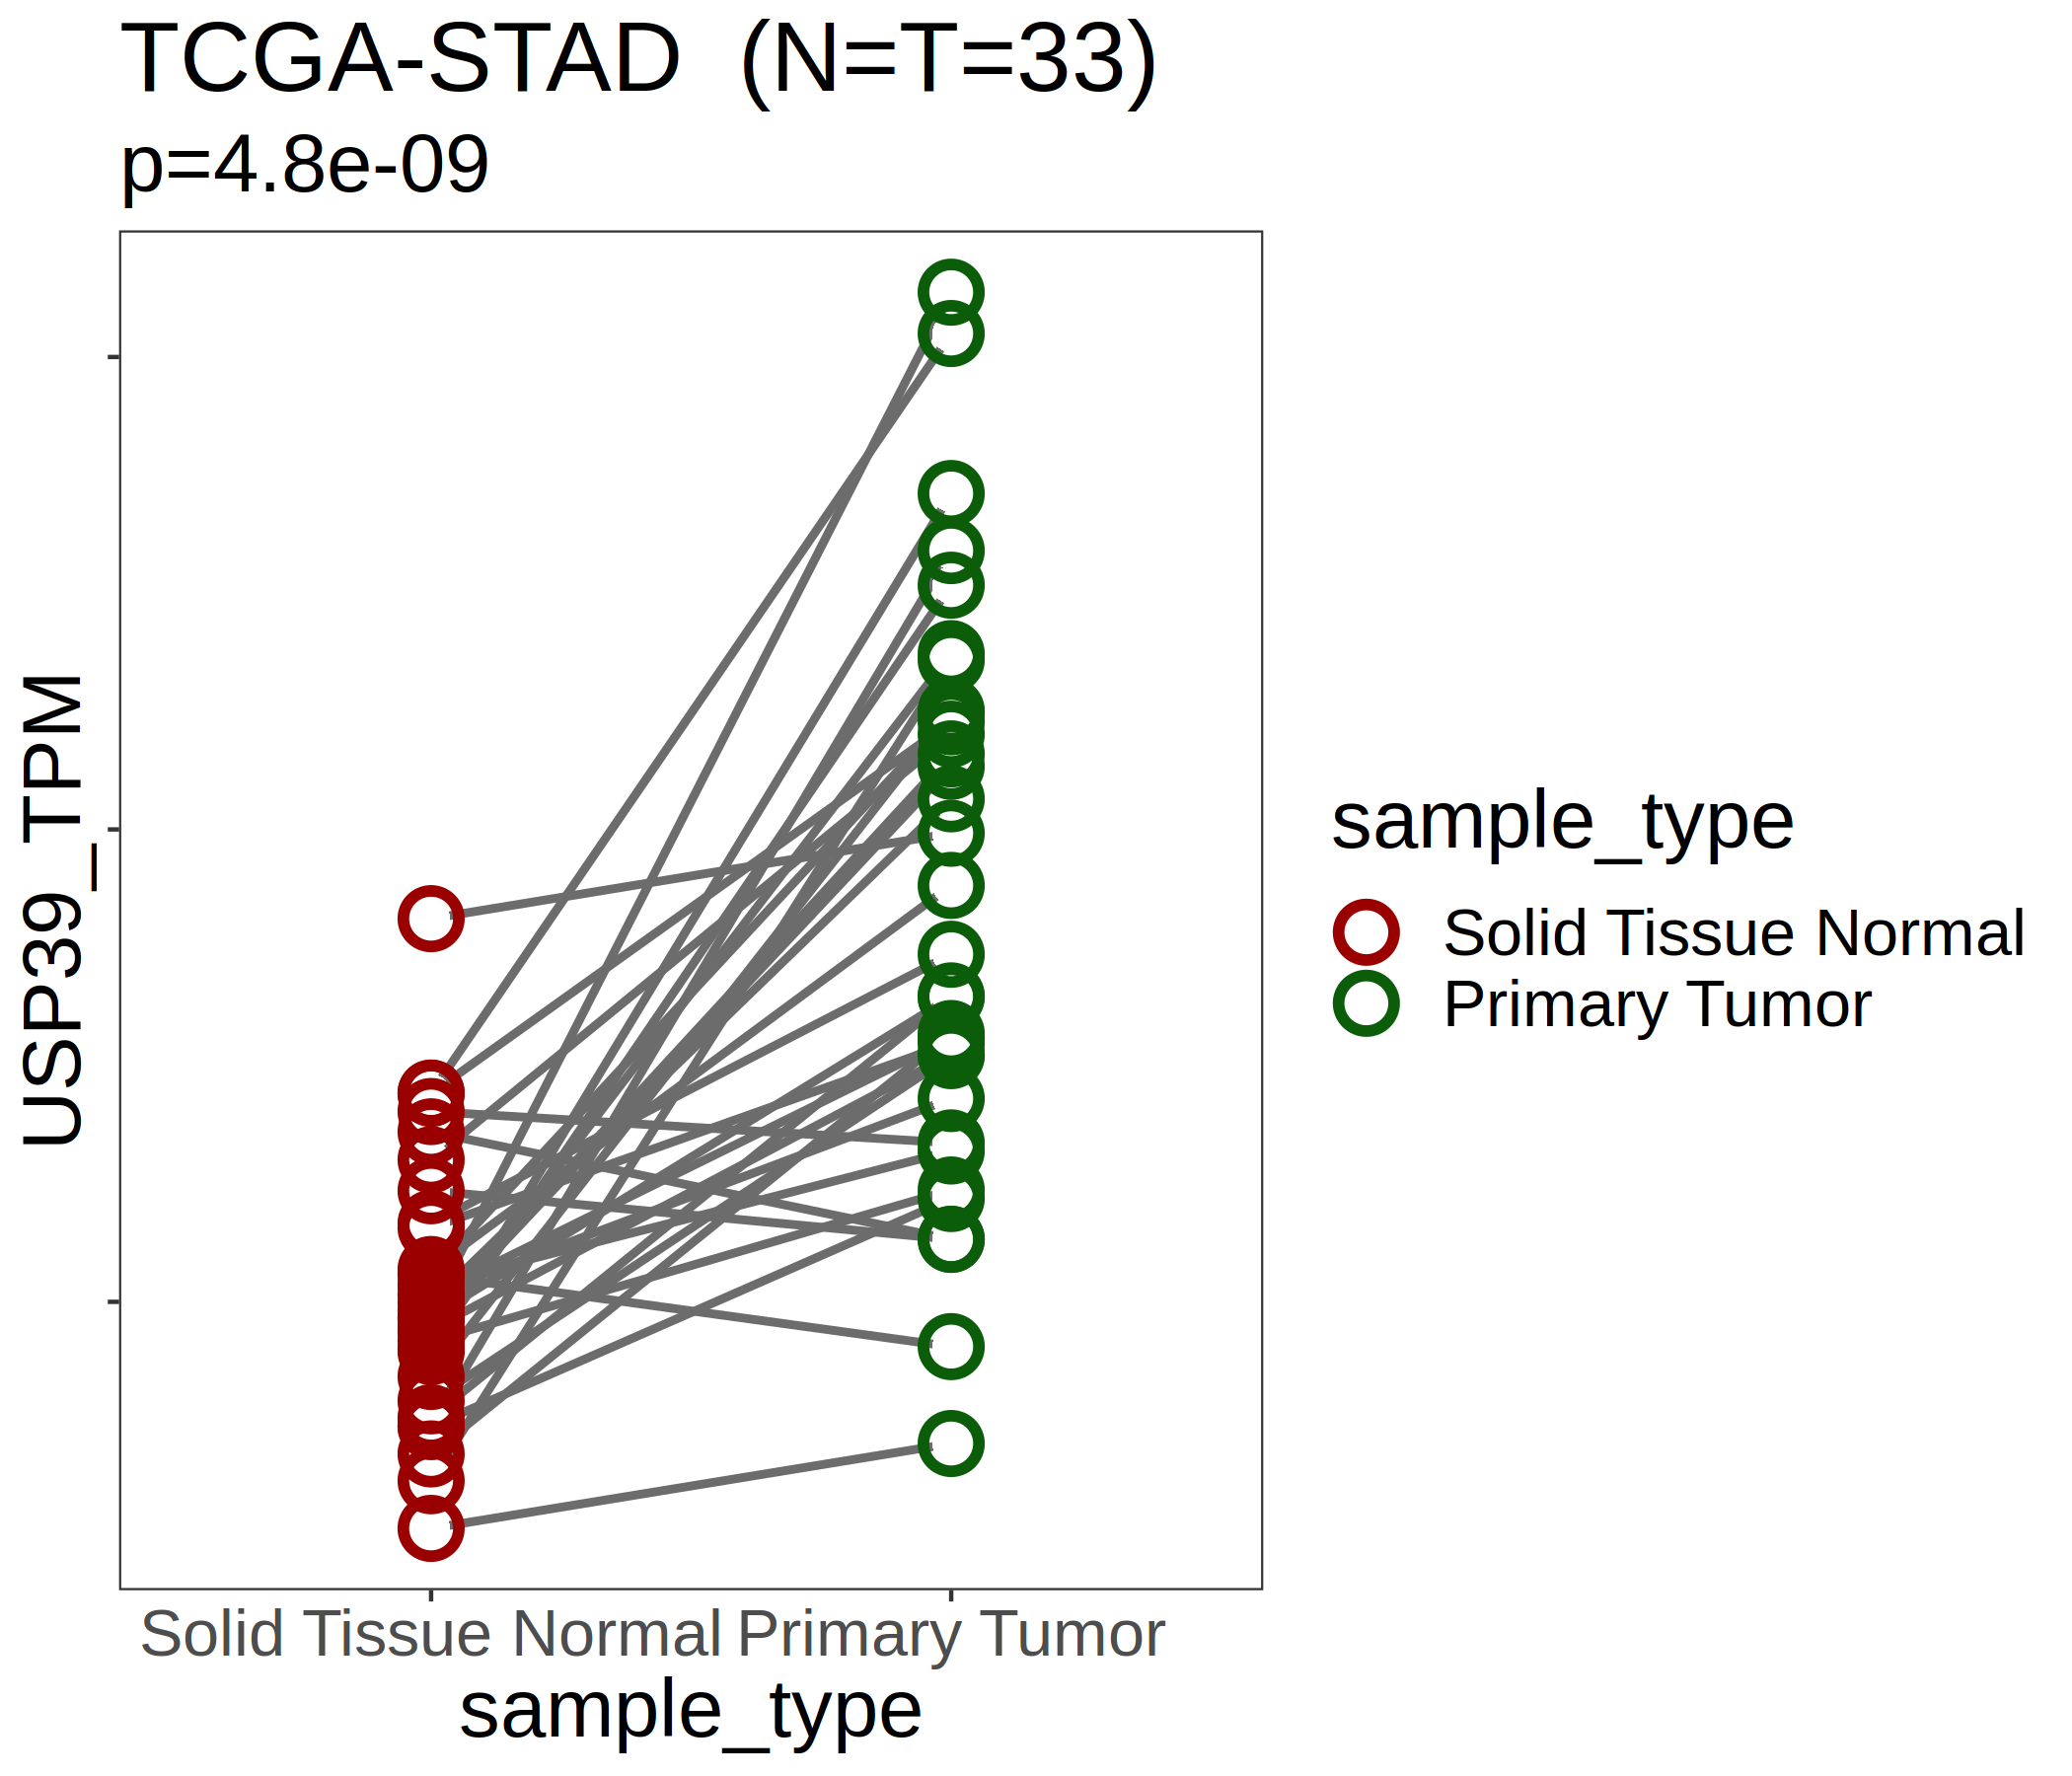 TCGA-STAD (N=T=33)
p=4.8e-09
USP39_TPM
Solid Tissue Normal Primary Tumor
sample_type
sample_type
Solid Tissue Normal
Primary Tumor